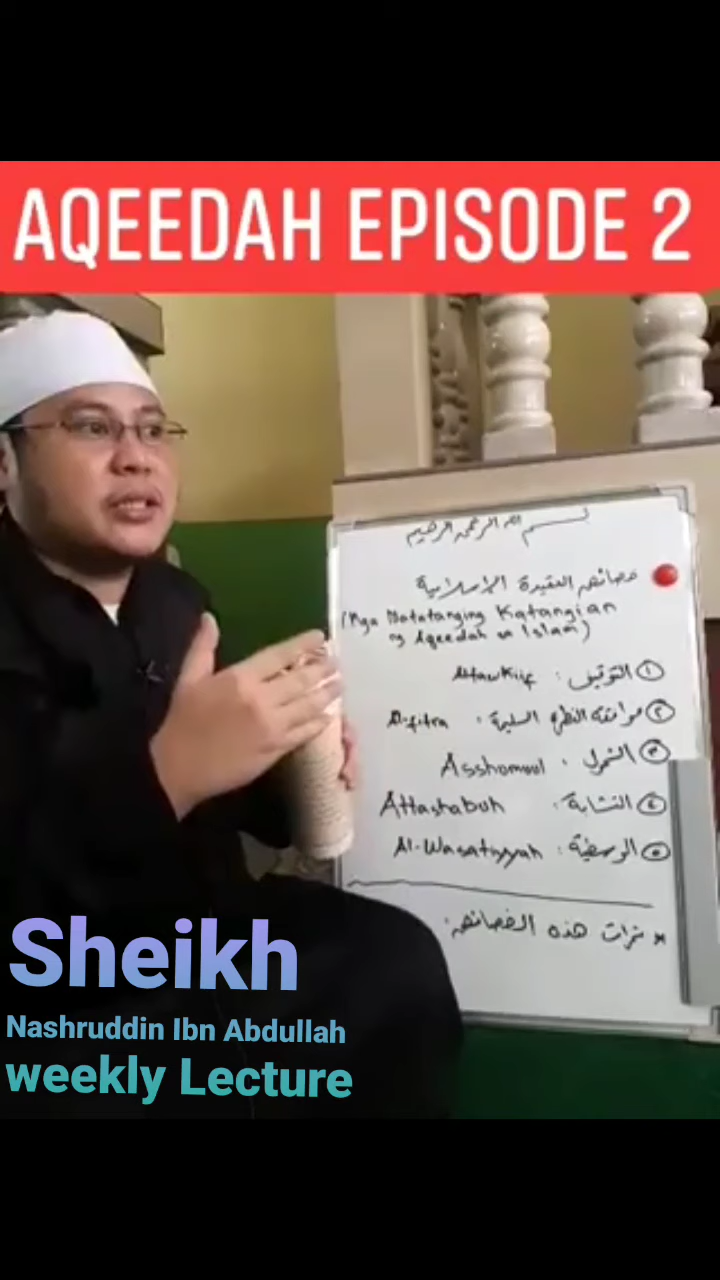 AQEEDAH EPISODE 2
بسم الله الرحمن الرحيم
خصائص العقيدة الإسلامية
(Mga Natatanging Katangian
ng Aqeedah sa Islam)
① التوقيف : Attawkiif
② موافقة الفطرة السليمة : Al-fitra
③ الشمول : Asshomoul
④ التشابة : Attashabuh
⑤ الوسطية : Al-Wasatiyyah
* ثمرات هذه الخصائص:
Sheikh
Nashruddin Ibn Abdullah
weekly Lecture